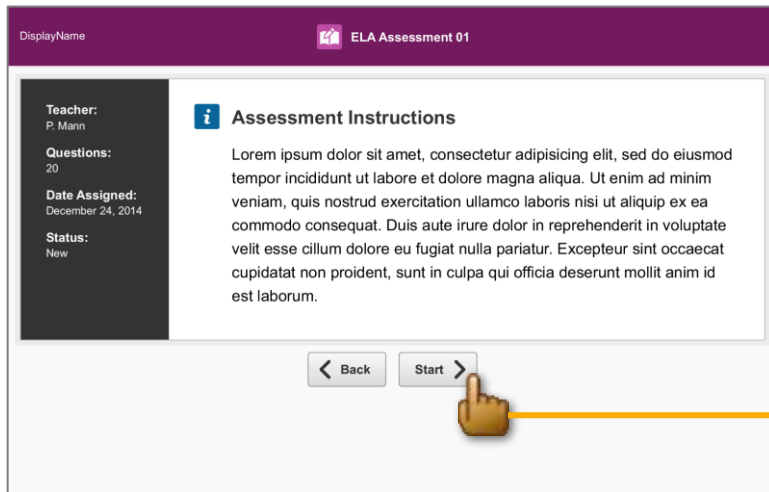 DisplayName
ELA Assessment 01
Teacher:
P. Mann
Questions:
20
Date Assigned:
December 24, 2014
Status:
New
i Assessment Instructions
Lorem ipsum dolor sit amet, consectetur adipisicing elit, sed do eiusmod
tempor incididunt ut labore et dolore magna aliqua. Ut enim ad minim
veniam, quis nostrud exercitation ullamco laboris nisi ut aliquip ex ea
commodo consequat. Duis aute irure dolor in reprehenderit in voluptate
velit esse cillum dolore eu fugiat nulla pariatur. Excepteur sint occaecat
cupidatat non proident, sunt in culpa qui officia deserunt mollit anim id
est laborum.
Back
Start